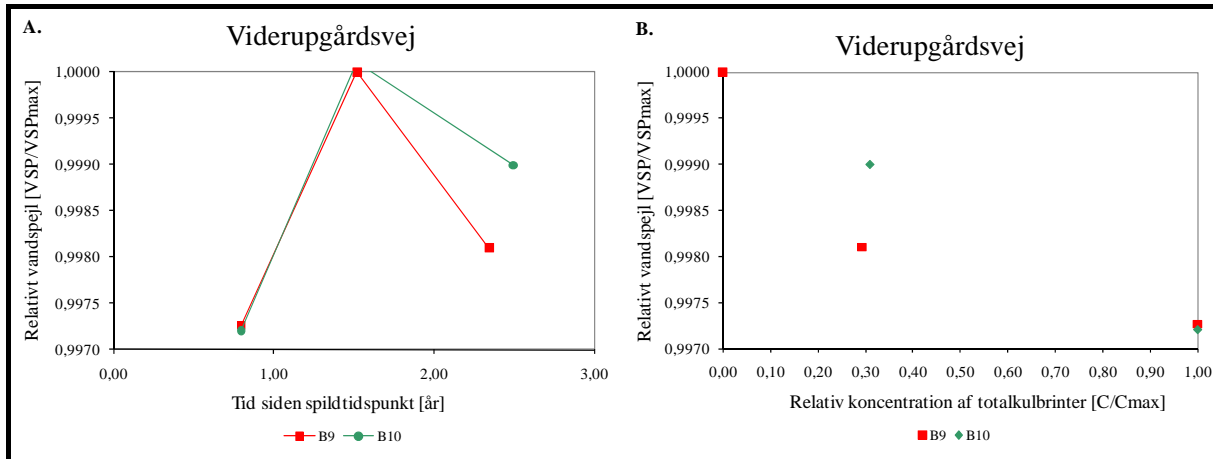 A.
Viderupgårdsvej
Relativt vandspejl [VSP/VSPmax]
1,0000
0,9995
0,9990
0,9985
0,9980
0,9975
0,9970
0,00 1,00 2,00 3,00
Tid siden spildtidspunkt [år]
B9 B10
B.
Viderupgårdsvej
Relativt vandspejl [VSP/VSPmax]
1,0000
0,9995
0,9990
0,9985
0,9980
0,9975
0,9970
0,00 0,10 0,20 0,30 0,40 0,50 0,60 0,70 0,80 0,90 1,00
Relativ koncentration af totalkulbrinter [C/Cmax]
B9 B10